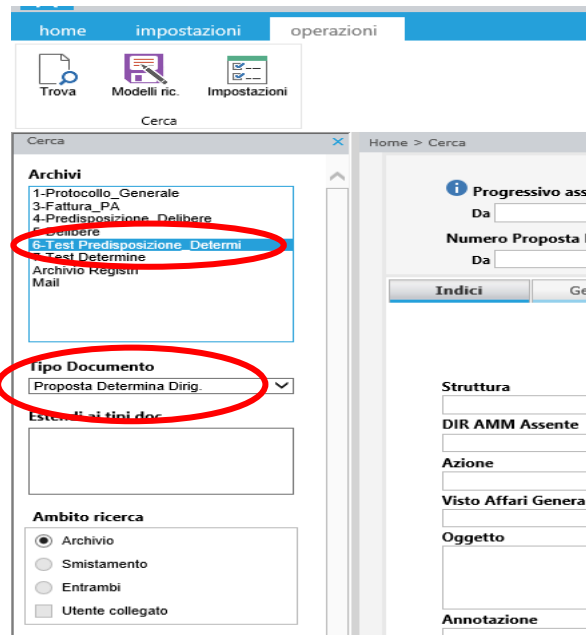 home impostazioni operazioni
Trova Modelli ric. Impostazioni
Cerca
Cerca
Archivi
1-Protocollo_Generale
3-Fattura_PA
4-Predisposizione_Delibere
5-Delibere
6-Test Predisposizione_Determi
7-Test Determine
Archivio Registri
Mail
Tipo Documento
Proposta Determina Dirig.
Estendi ai tipi doc.
Ambito ricerca
Archivio
Smistamento
Entrambi
Utente collegato
Home > Cerca
Progressivo ass
Da
Numero Proposta
Da
Indici Ge
Struttura
DIR AMM Assente
Azione
Visto Affari Genera
Oggetto
Annotazione